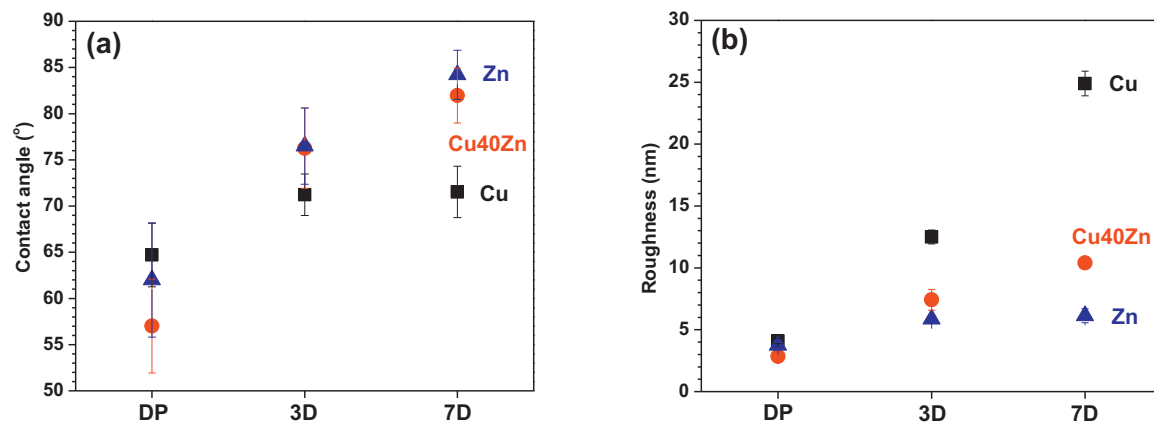 (a)
Contact angle (°)
90
85
80
75
70
65
60
55
50
DP
3D
7D
Zn
Cu40Zn
Cu
(b)
Roughness (nm)
30
25
20
15
10
5
0
DP
3D
7D
Cu
Cu40Zn
Zn